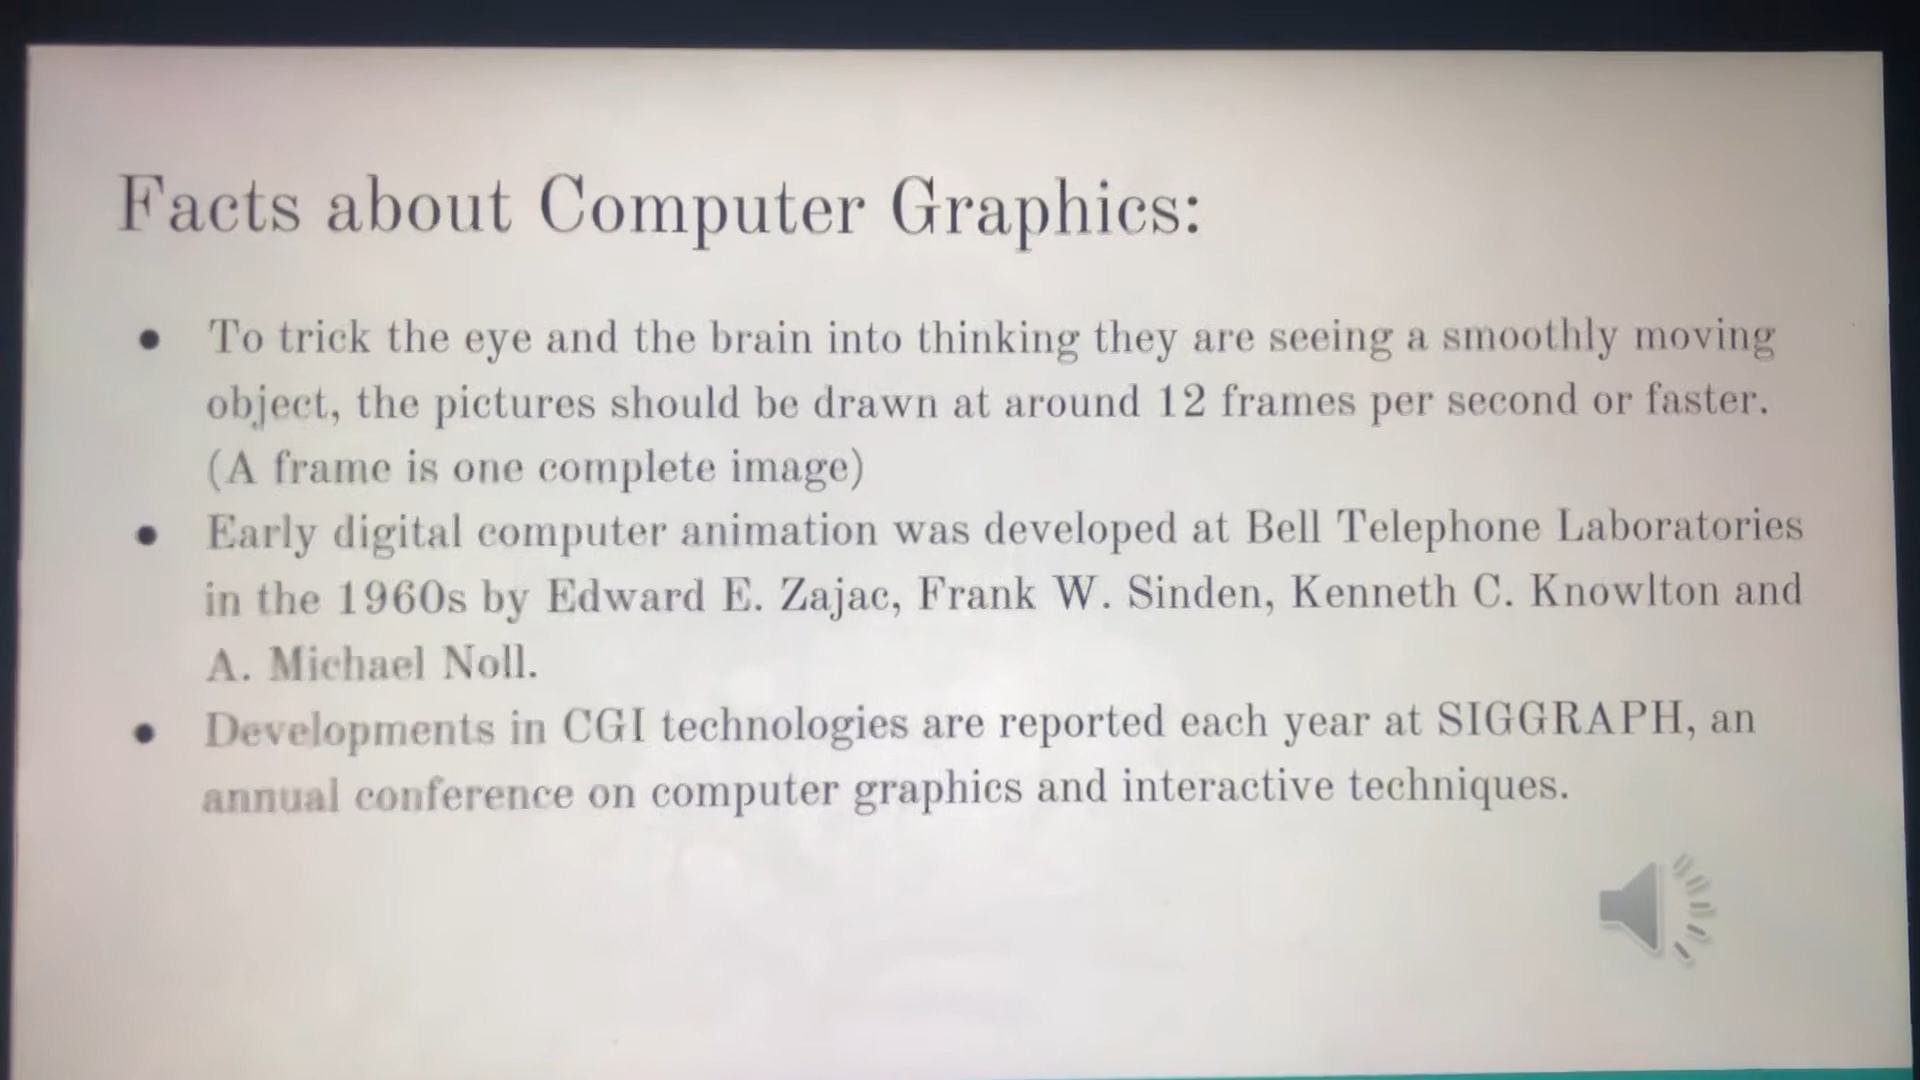 Facts about Computer Graphics:
● To trick the eye and the brain into thinking they are seeing a smoothly moving
object, the pictures should be drawn at around 12 frames per second or faster.
(A frame is one complete image)
● Early digital computer animation was developed at Bell Telephone Laboratories
in the 1960s by Edward E. Zajac, Frank W. Sinden, Kenneth C. Knowlton and
A. Michael Noll.
● Developments in CGI technologies are reported each year at SIGGRAPH, an
annual conference on computer graphics and interactive techniques.